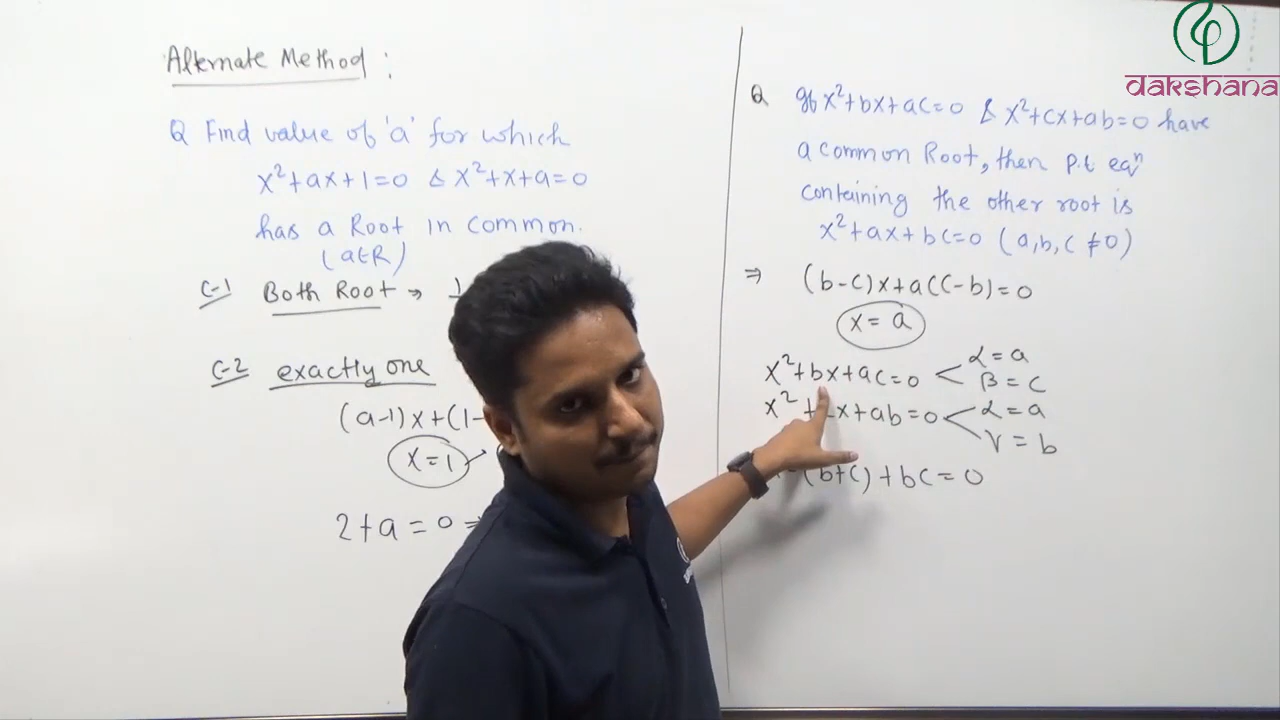 Alternate Method :
Q Find value of 'a' for which
x²+ax+1=0 & x²+x+a=0
has a Root in common.
(a∈R)
C-1 Both Root →
C-2 exactly one
(a-1)x+(1-
x=1
2+a=0 ⇒
dakshana
Q If x²+bx+ac=0 & x²+cx+ab=0 have
a common Root, then P.t eqⁿ
containing the other root is
x²+ax+bc=0 (a,b,c ≠0)
⇒ (b-c)x+a(c-b)=0
x=a
x²+bx+ac=0 < α=a
β=c
x²+ x+ab=0 < α=a
γ=b
(b+c)+bc=0